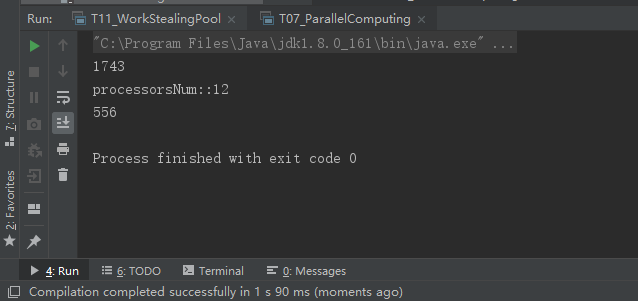 Run: T11_WorkStealingPool × T07_ParallelComputing ×
"C:\Program Files\Java\jdk1.8.0_161\bin\java.exe" ...
1743
processorsNum::12
556
Process finished with exit code 0
7: Structure
2: Favorites
4: Run 6: TODO Terminal 0: Messages
Compilation completed successfully in 1 s 90 ms (moments ago)